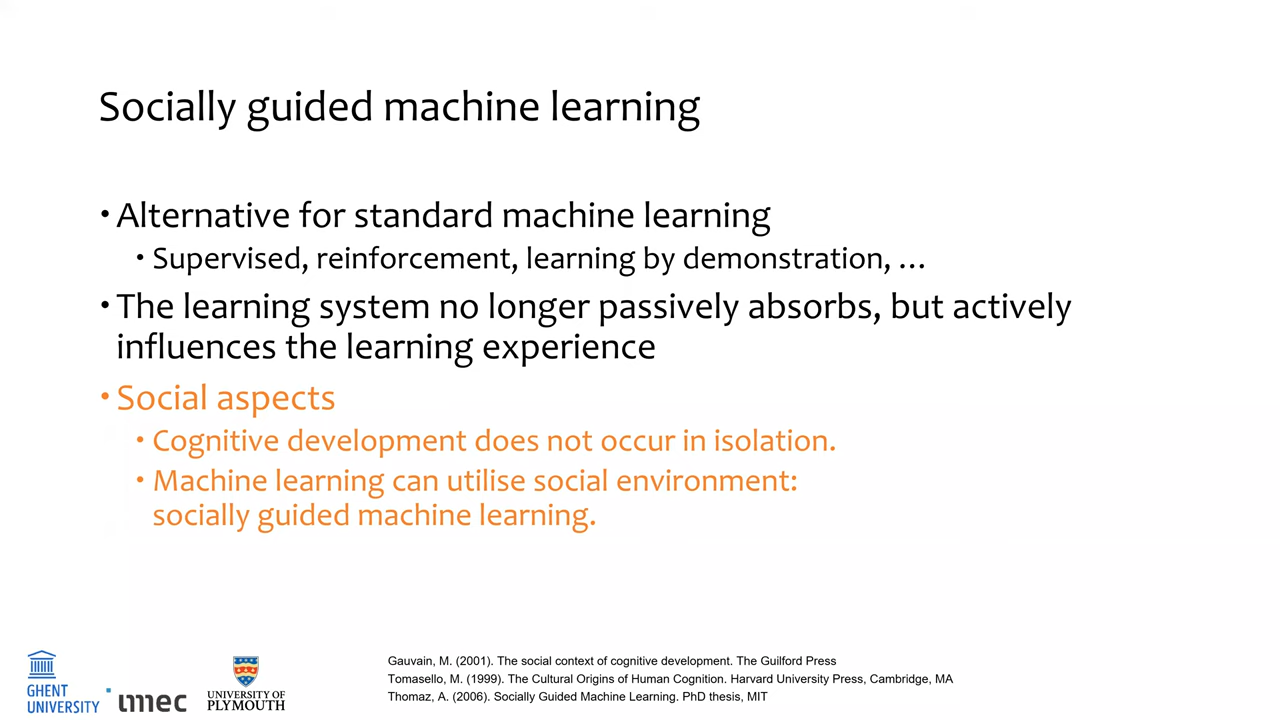 Socially guided machine learning
• Alternative for standard machine learning
• Supervised, reinforcement, learning by demonstration, …
• The learning system no longer passively absorbs, but actively
influences the learning experience
• Social aspects
• Cognitive development does not occur in isolation.
• Machine learning can utilise social environment:
socially guided machine learning.
GHENT
UNIVERSITY
imec
UNIVERSITY OF
PLYMOUTH
Gauvain, M. (2001). The social context of cognitive development. The Guilford Press
Tomasello, M. (1999). The Cultural Origins of Human Cognition. Harvard University Press, Cambridge, MA
Thomaz, A. (2006). Socially Guided Machine Learning. PhD thesis, MIT